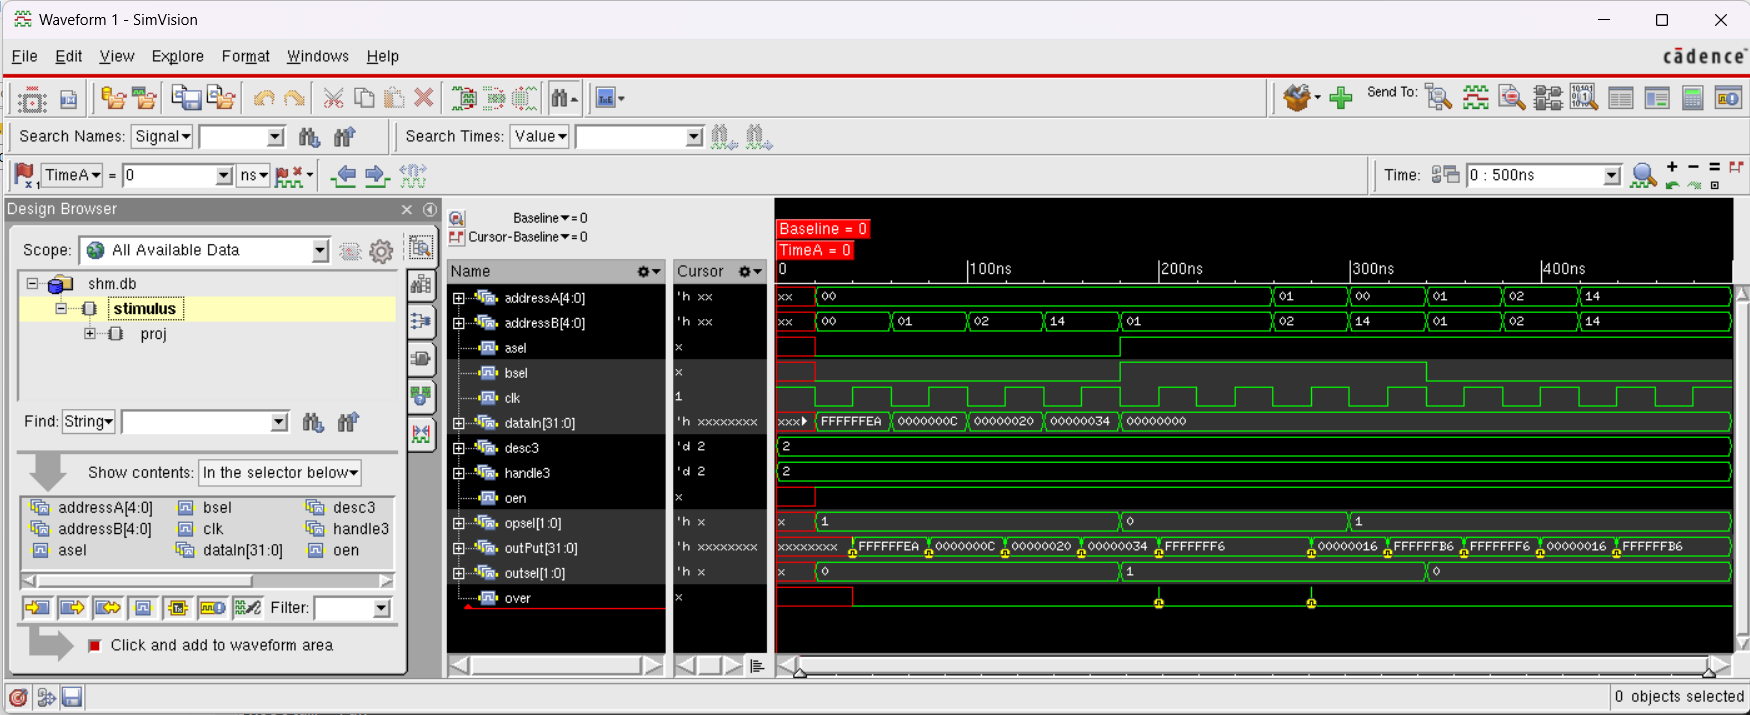 Waveform 1 - SimVision
File Edit View Explore Format Windows Help
cādence
Send To:
Search Names: Signal
Search Times: Value
TimeA = 0 ns
Time: 0 : 500ns
Design Browser
Scope: All Available Data
shm.db
stimulus
proj
Find: String
Show contents: In the selector below
addressA[4:0] bsel desc3
addressB[4:0] clk handle3
asel dataIn[31:0] oen
Filter:
Click and add to waveform area
Baseline = 0
Cursor-Baseline = 0
Name Cursor
Baseline = 0
TimeA = 0
0 100ns 200ns 300ns 400ns
addressA[4:0] 'h xx xx 00 01 00 01 02 14
addressB[4:0] 'h xx xx 00 01 02 14 01 02 14 01 02 14
asel x
bsel x
clk 1
dataIn[31:0] 'h xxxxxxxx xxx FFFFFFEA 0000000C 00000020 00000034 00000000
desc3 'd 2 2
handle3 'd 2 2
oen x
opsel[1:0] 'h x x 1 0 1
outPut[31:0] 'h xxxxxxxx xxxxxxxx FFFFFFEA 0000000C 00000020 00000034 FFFFFFF6 00000016 FFFFFFB6 FFFFFFF6 00000016 FFFFFFB6
outsel[1:0] 'h x x 0 1 0
over x
0 objects selected